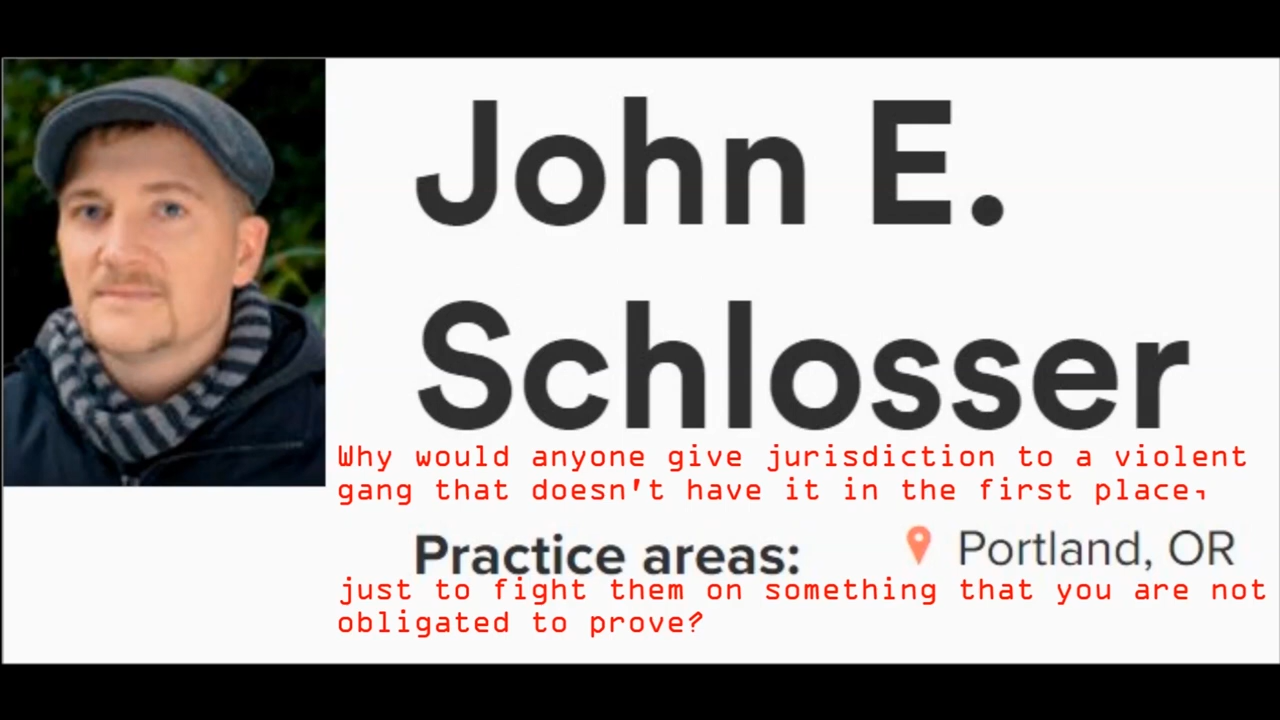 John E.
Schlosser
Why would anyone give jurisdiction to a violent
gang that doesn't have it in the first place,
Practice areas:
Portland, OR
just to fight them on something that you are not
obligated to prove?